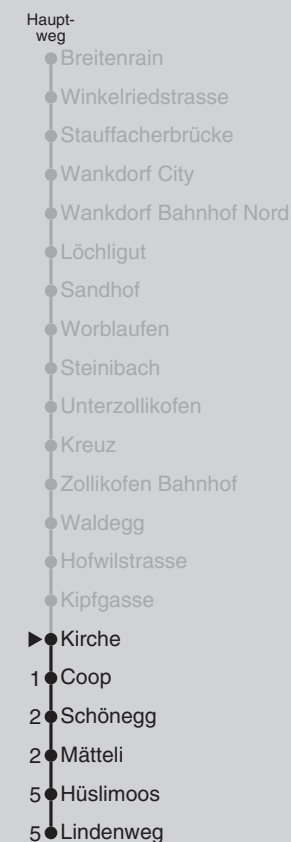 Haupt-
weg
Breitenrain
Winkelriedstrasse
Stauffacherbrücke
Wankdorf City
Wankdorf Bahnhof Nord
Löchligut
Sandhof
Worblaufen
Steinibach
Unterzollikofen
Kreuz
Zollikofen Bahnhof
Waldegg
Hofwilstrasse
Kipfgasse
Kirche
1 Coop
2 Schönegg
2 Mätteli
5 Hüslimoos
5 Lindenweg